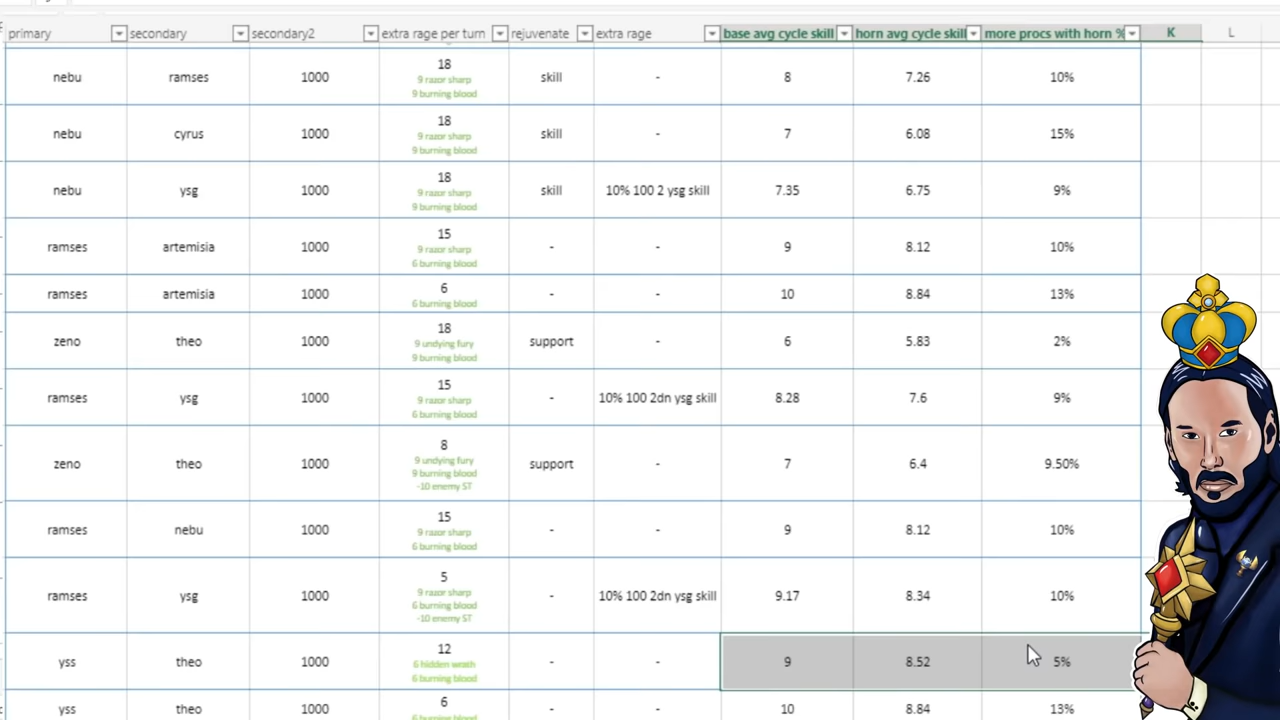 primary secondary secondary2 extra rage per turn rejuvenate extra rage base avg cycle skill horn avg cycle skill more procs with horn % K L
nebu ramses 1000 18 skill - 8 7.26 10%
9 razor sharp
9 burning blood
nebu cyrus 1000 18 skill - 7 6.08 15%
9 razor sharp
9 burning blood
nebu ysg 1000 18 skill 10% 100 2 ysg skill 7.35 6.75 9%
9 razor sharp
9 burning blood
ramses artemisia 1000 15 - - 9 8.12 10%
9 razor sharp
6 burning blood
ramses artemisia 1000 6 - - 10 8.84 13%
6 burning blood
zeno theo 1000 18 support - 6 5.83 2%
9 undying fury
9 burning blood
ramses ysg 1000 15 - 10% 100 2dn ysg skill 8.28 7.6 9%
9 razor sharp
6 burning blood
zeno theo 1000 8 support - 7 6.4 9.50%
9 undying fury
9 burning blood
-10 enemy ST
ramses nebu 1000 15 - - 9 8.12 10%
9 razor sharp
6 burning blood
ramses ysg 1000 5 - 10% 100 2dn ysg skill 9.17 8.34 10%
9 razor sharp
6 burning blood
-10 enemy ST
yss theo 1000 12 - - 9 8.52 5%
6 hidden wrath
6 burning blood
yss theo 1000 6 - - 10 8.84 13%
6 burning blood